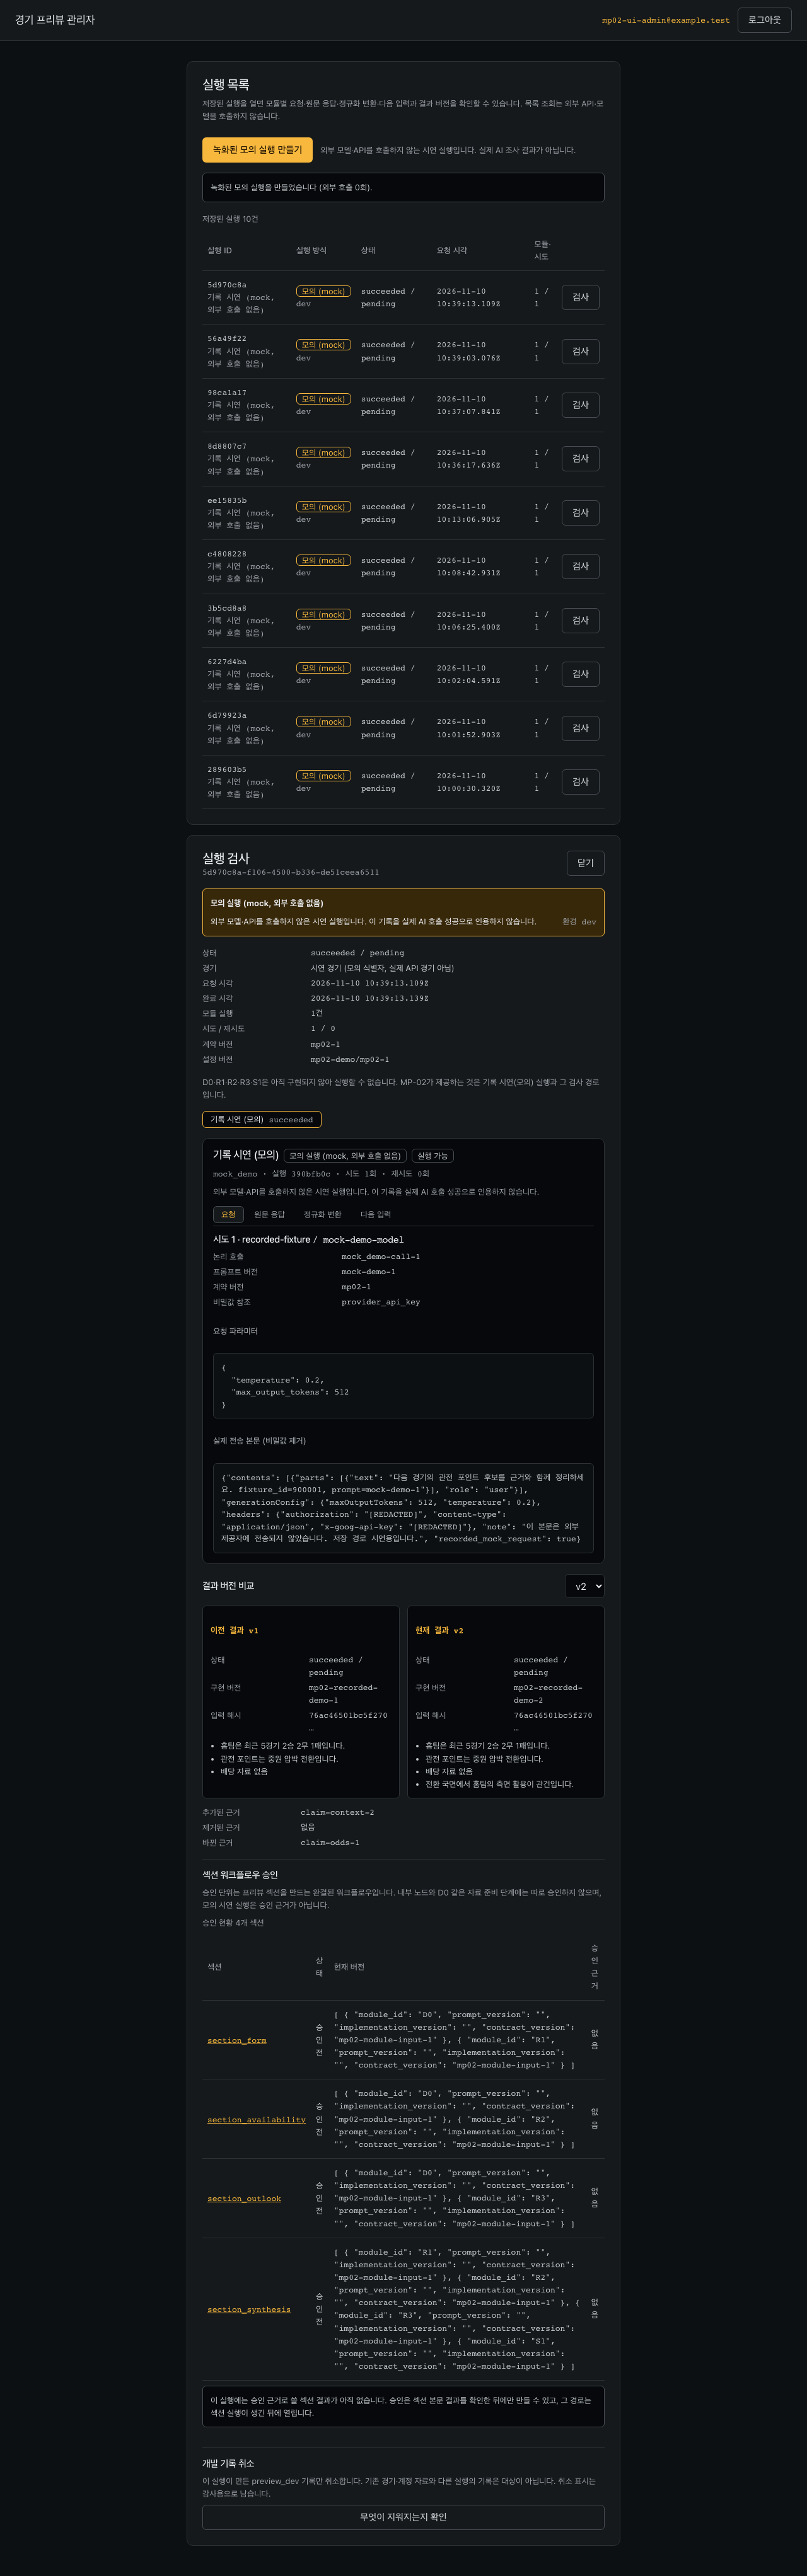 경기 프리뷰 관리자
mp02-ui-admin@example.test
로그아웃
실행 목록
저장된 실행을 열면 모듈별 요청·원문 응답·정규화 변환·다음 입력과 결과 버전을 확인할 수 있습니다. 목록 조회는 외부 API·모
델을 호출하지 않습니다.
녹화된 모의 실행 만들기
외부 모델·API를 호출하지 않는 시연 실행입니다. 실제 AI 조사 결과가 아닙니다.
녹화된 모의 실행을 만들었습니다 (외부 호출 0회).
저장된 실행 10건
실행 ID 실행 방식 상태 요청 시각 모듈·
시도
5d970c8a
기록 시연 (mock,
외부 호출 없음)
모의 (mock)
dev
succeeded /
pending
2026-11-10
10:39:13.109Z
1 /
1
검사
56a49f22
기록 시연 (mock,
외부 호출 없음)
모의 (mock)
dev
succeeded /
pending
2026-11-10
10:39:03.076Z
1 /
1
검사
98ca1a17
기록 시연 (mock,
외부 호출 없음)
모의 (mock)
dev
succeeded /
pending
2026-11-10
10:37:07.841Z
1 /
1
검사
8d8807c7
기록 시연 (mock,
외부 호출 없음)
모의 (mock)
dev
succeeded /
pending
2026-11-10
10:36:17.636Z
1 /
1
검사
ee15835b
기록 시연 (mock,
외부 호출 없음)
모의 (mock)
dev
succeeded /
pending
2026-11-10
10:13:06.905Z
1 /
1
검사
c4808228
기록 시연 (mock,
외부 호출 없음)
모의 (mock)
dev
succeeded /
pending
2026-11-10
10:08:42.931Z
1 /
1
검사
3b5cd8a8
기록 시연 (mock,
외부 호출 없음)
모의 (mock)
dev
succeeded /
pending
2026-11-10
10:06:25.400Z
1 /
1
검사
6227d4ba
기록 시연 (mock,
외부 호출 없음)
모의 (mock)
dev
succeeded /
pending
2026-11-10
10:02:04.591Z
1 /
1
검사
6d79923a
기록 시연 (mock,
외부 호출 없음)
모의 (mock)
dev
succeeded /
pending
2026-11-10
10:01:52.903Z
1 /
1
검사
289603b5
기록 시연 (mock,
외부 호출 없음)
모의 (mock)
dev
succeeded /
pending
2026-11-10
10:00:30.320Z
1 /
1
검사
실행 검사
5d970c8a-f106-4500-b336-de51ceea6511
닫기
모의 실행 (mock, 외부 호출 없음)
외부 모델·API를 호출하지 않은 시연 실행입니다. 이 기록을 실제 AI 호출 성공으로 인용하지 않습니다.
환경 dev
상태 succeeded / pending
경기 시연 경기 (모의 식별자, 실제 API 경기 아님)
요청 시각 2026-11-10 10:39:13.109Z
완료 시각 2026-11-10 10:39:13.139Z
모듈 실행 1건
시도 / 재시도 1 / 0
계약 버전 mp02-1
설정 버전 mp02-demo/mp02-1
D0·R1·R2·R3·S1은 아직 구현되지 않아 실행할 수 없습니다. MP-02가 제공하는 것은 기록 시연(모의) 실행과 그 검사 경로
입니다.
기록 시연 (모의) succeeded
기록 시연 (모의) 모의 실행 (mock, 외부 호출 없음) 실행 가능
mock_demo · 실행 390bfb0c · 시도 1회 · 재시도 0회
외부 모델·API를 호출하지 않은 시연 실행입니다. 이 기록을 실제 AI 호출 성공으로 인용하지 않습니다.
요청 원문 응답 정규화 변환 다음 입력
시도 1 · recorded-fixture / mock-demo-model
논리 호출 mock_demo-call-1
프롬프트 버전 mock-demo-1
계약 버전 mp02-1
비밀값 참조 provider_api_key
요청 파라미터
{
"temperature": 0.2,
"max_output_tokens": 512
}
실제 전송 본문 (비밀값 제거)
{"contents": [{"parts": [{"text": "다음 경기의 관전 포인트 후보를 근거와 함께 정리하세
요. fixture_id=900001, prompt=mock-demo-1"}], "role": "user"}],
"generationConfig": {"maxOutputTokens": 512, "temperature": 0.2},
"headers": {"authorization": "[REDACTED]", "content-type":
"application/json", "x-goog-api-key": "[REDACTED]"}, "note": "이 본문은 외부
제공자에 전송되지 않았습니다. 저장 경로 시연용입니다.", "recorded_mock_request": true}
결과 버전 비교
v2
이전 결과 v1
상태 succeeded /
pending
구현 버전 mp02-recorded-
demo-1
입력 해시 76ac46501bc5f270
…
홈팀은 최근 5경기 2승 2무 1패입니다.
관전 포인트는 중원 압박 전환입니다.
배당 자료 없음
현재 결과 v2
상태 succeeded /
pending
구현 버전 mp02-recorded-
demo-2
입력 해시 76ac46501bc5f270
…
홈팀은 최근 5경기 2승 2무 1패입니다.
관전 포인트는 중원 압박 전환입니다.
배당 자료 없음
전환 국면에서 홈팀의 측면 활용이 관건입니다.
추가된 근거 claim-context-2
제거된 근거 없음
바뀐 근거 claim-odds-1
섹션 워크플로우 승인
승인 단위는 프리뷰 섹션을 만드는 완결된 워크플로우입니다. 내부 노드와 D0 같은 자료 준비 단계에는 따로 승인하지 않으며,
모의 시연 실행은 승인 근거가 아닙니다.
승인 현황 4개 섹션
섹션 상
태 현재 버전 승
인
근
거
section_form
승
인
전
[ { "module_id": "D0", "prompt_version": "",
"implementation_version": "", "contract_version":
"mp02-module-input-1" }, { "module_id": "R1",
"prompt_version": "", "implementation_version":
"", "contract_version": "mp02-module-input-1" } ]
없
음
section_availability
승
인
전
[ { "module_id": "D0", "prompt_version": "",
"implementation_version": "", "contract_version":
"mp02-module-input-1" }, { "module_id": "R2",
"prompt_version": "", "implementation_version":
"", "contract_version": "mp02-module-input-1" } ]
없
음
section_outlook
승
인
전
[ { "module_id": "D0", "prompt_version": "",
"implementation_version": "", "contract_version":
"mp02-module-input-1" }, { "module_id": "R3",
"prompt_version": "", "implementation_version":
"", "contract_version": "mp02-module-input-1" } ]
없
음
section_synthesis
승
인
전
[ { "module_id": "R1", "prompt_version": "",
"implementation_version": "", "contract_version":
"mp02-module-input-1" }, { "module_id": "R2",
"prompt_version": "", "implementation_version":
"", "contract_version": "mp02-module-input-1" }, {
"module_id": "R3", "prompt_version": "",
"implementation_version": "", "contract_version":
"mp02-module-input-1" }, { "module_id": "S1",
"prompt_version": "", "implementation_version":
"", "contract_version": "mp02-module-input-1" } ]
없
음
이 실행에는 승인 근거로 쓸 섹션 결과가 아직 없습니다. 승인은 섹션 본문 결과를 확인한 뒤에만 만들 수 있고, 그 경로는
섹션 실행이 생긴 뒤에 열립니다.
개발 기록 취소
이 실행이 만든 preview_dev 기록만 취소합니다. 기존 경기·계정 자료와 다른 실행의 기록은 대상이 아닙니다. 취소 표시는
감사용으로 남습니다.
무엇이 지워지는지 확인